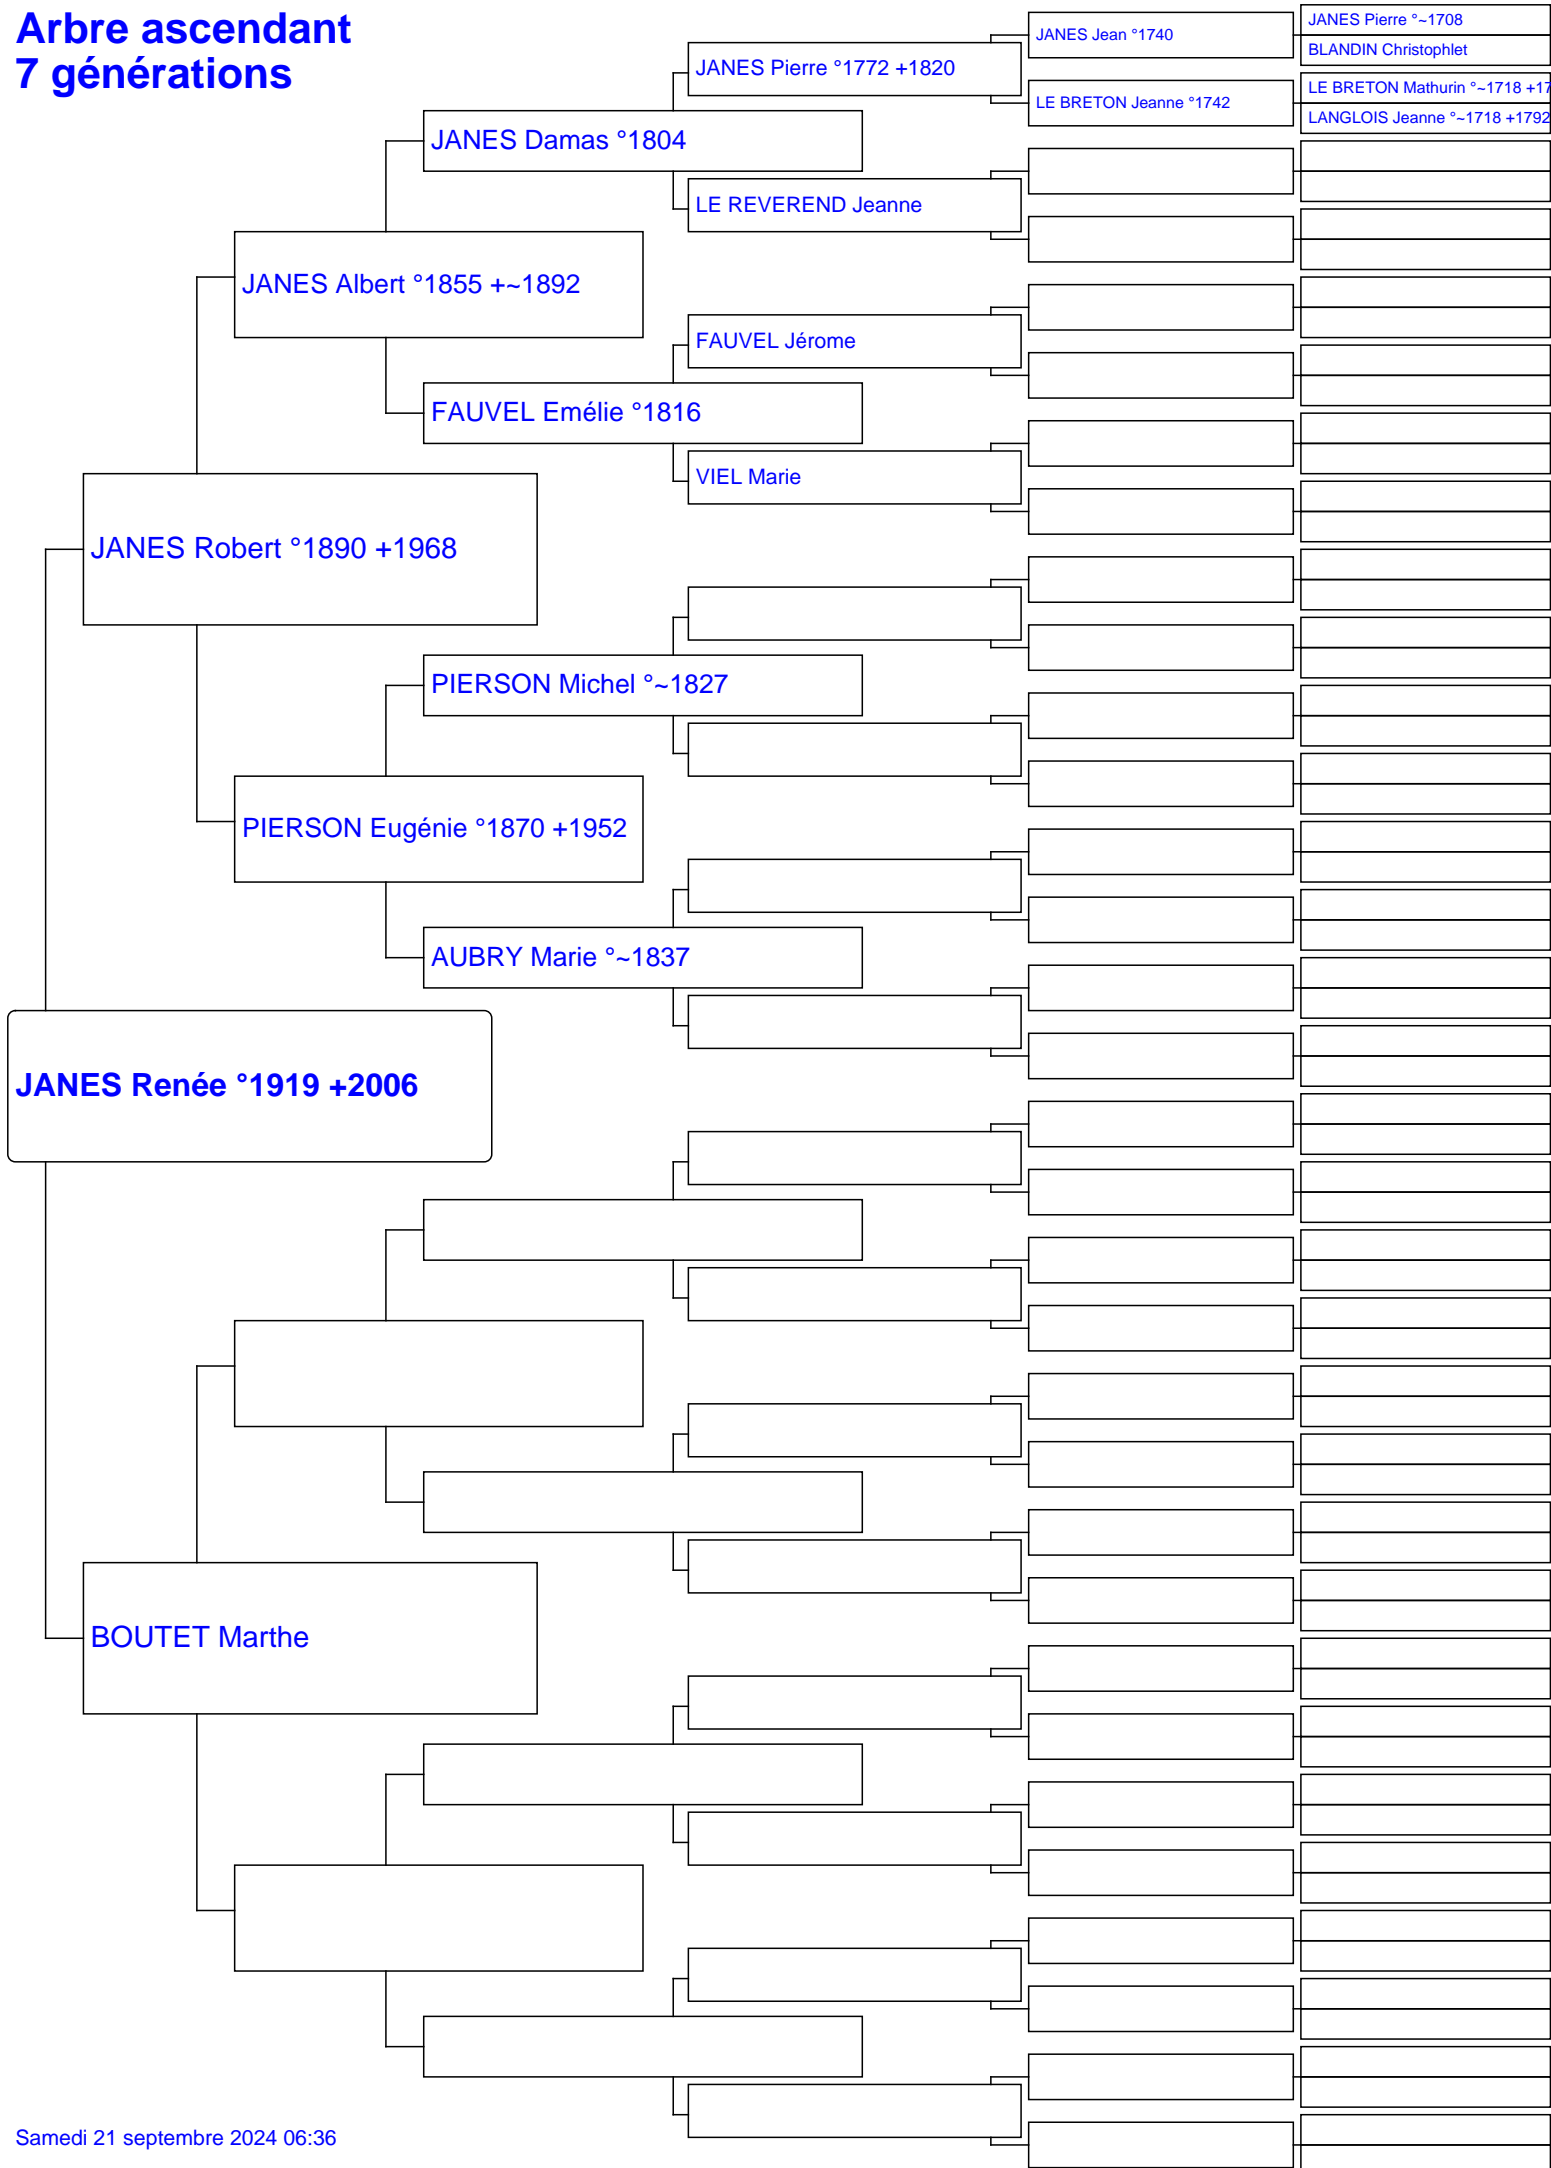 Arbre ascendant
7 générations
JANES Pierre °~1708
JANES Jean °1740
BLANDIN Christophlet
JANES Pierre °1772 +1820
LE BRETON Mathurin °~1718 +17
LE BRETON Jeanne °1742
LANGLOIS Jeanne °~1718 +1792
JANES Damas °1804
LE REVEREND Jeanne
JANES Albert °1855 +~1892
FAUVEL Jérome
FAUVEL Emélie °1816
VIEL Marie
JANES Robert °1890 +1968
PIERSON Michel °~1827
PIERSON Eugénie °1870 +1952
AUBRY Marie °~1837
JANES Renée °1919 +2006
BOUTET Marthe
Samedi 21 septembre 2024 06:36